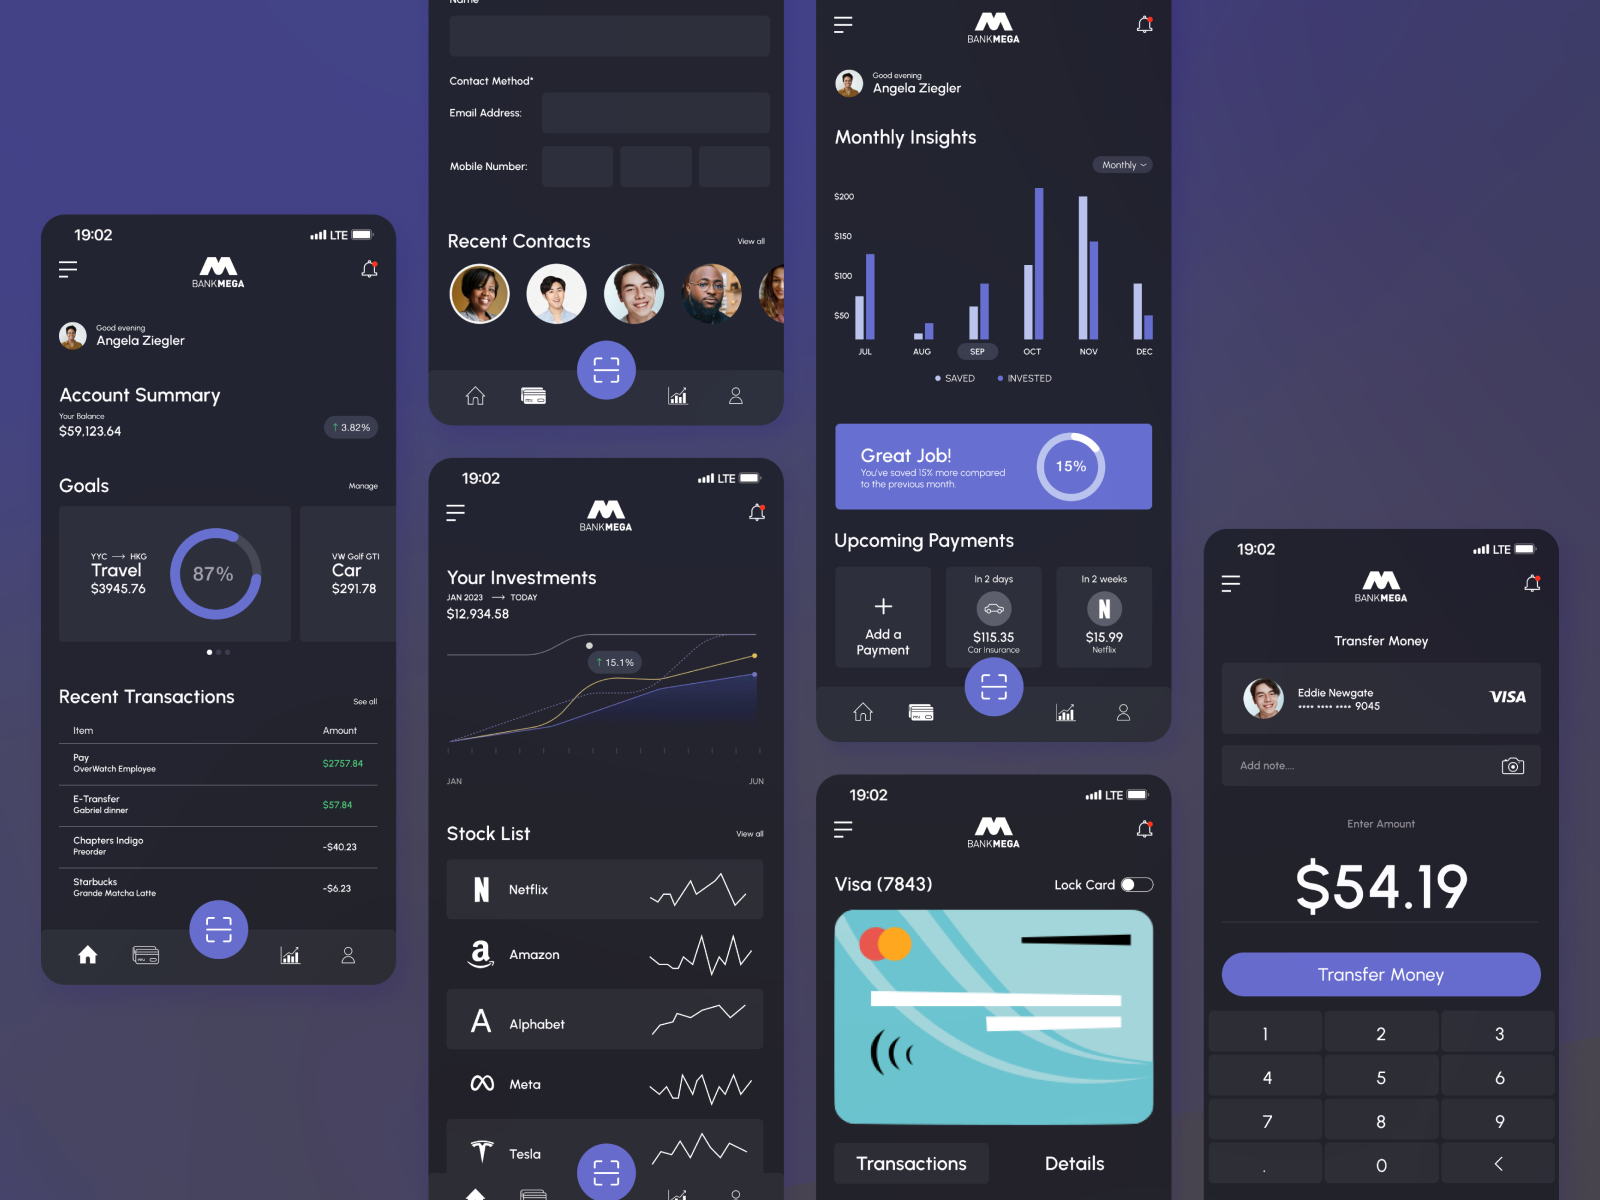 19:02
LTE
BANKMEGA
Good evening
Angela Ziegler
Account Summary
Your Balance
$59,123.64
↑ 3.82%
Goals
Manage
YYC → HKG
Travel
$3945.76
87%
VW Golf GTI
Car
$291.78
Recent Transactions
See all
Item Amount
Pay
OverWatch Employee
$2757.84
E-Transfer
Gabriel dinner
$57.84
Chapters Indigo
Preorder
-$40.23
Starbucks
Grande Matcha Latte
-$6.23
Name
Contact Method*
Email Address:
Mobile Number:
Recent Contacts
View all
19:02
LTE
BANKMEGA
Your Investments
JAN 2023 → TODAY
$12,934.58
↑ 15.1%
JAN JUN
Stock List
View all
N Netflix
a Amazon
A Alphabet
Meta
Tesla
BANKMEGA
Good evening
Angela Ziegler
Monthly Insights
Monthly
$200
$150
$100
$50
JUL AUG SEP OCT NOV DEC
SAVED INVESTED
Great Job!
You've saved 15% more compared
to the previous month.
15%
Upcoming Payments
+
Add a
Payment
In 2 days
$115.35
Car Insurance
In 2 weeks
N
$15.99
Netflix
19:02
LTE
BANKMEGA
Visa (7843)
Lock Card
Transactions
Details
19:02
LTE
BANKMEGA
Transfer Money
Eddie Newgate
•••• •••• •••• 9045
VISA
Add note....
Enter Amount
$54.19
Transfer Money
1 2 3
4 5 6
7 8 9
. 0 <